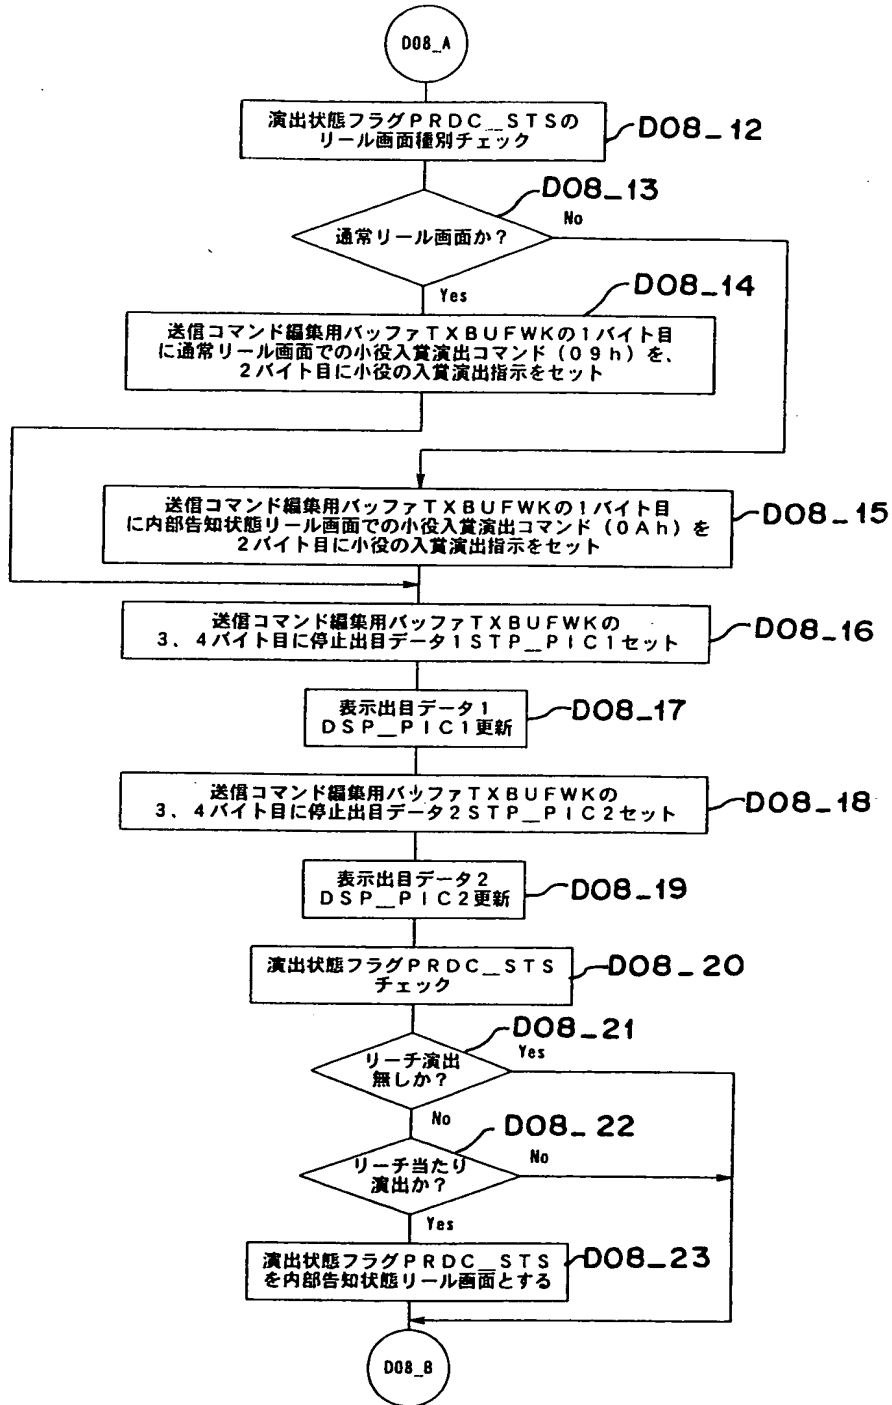 D08_A
演出状態フラグPRDC__STSの
リール画面種別チェック
D08_12
D08_13
通常リール画面か?
No
Yes
D08_14
送信コマンド編集用バッファTXBUFWKの1バイト目
に通常リール画面での小役入賞演出コマンド(09h)を、
2バイト目に小役の入賞演出指示をセット
送信コマンド編集用バッファTXBUFWKの1バイト目
に内部告知状態リール画面での小役入賞演出コマンド(0Ah)を
2バイト目に小役の入賞演出指示をセット
D08_15
送信コマンド編集用バッファTXBUFWKの
3、4バイト目に停止出目データ1STP__PIC1セット
D08_16
表示出目データ1
DSP__PIC1更新
D08_17
送信コマンド編集用バッファTXBUFWKの
3、4バイト目に停止出目データ2STP__PIC2セット
D08_18
表示出目データ2
DSP__PIC2更新
D08_19
演出状態フラグPRDC__STS
チェック
D08_20
D08_21
リーチ演出
無しか?
Yes
No
D08_22
リーチ当たり
演出か?
No
Yes
演出状態フラグPRDC__STS
を内部告知状態リール画面とする
D08_23
D08_B